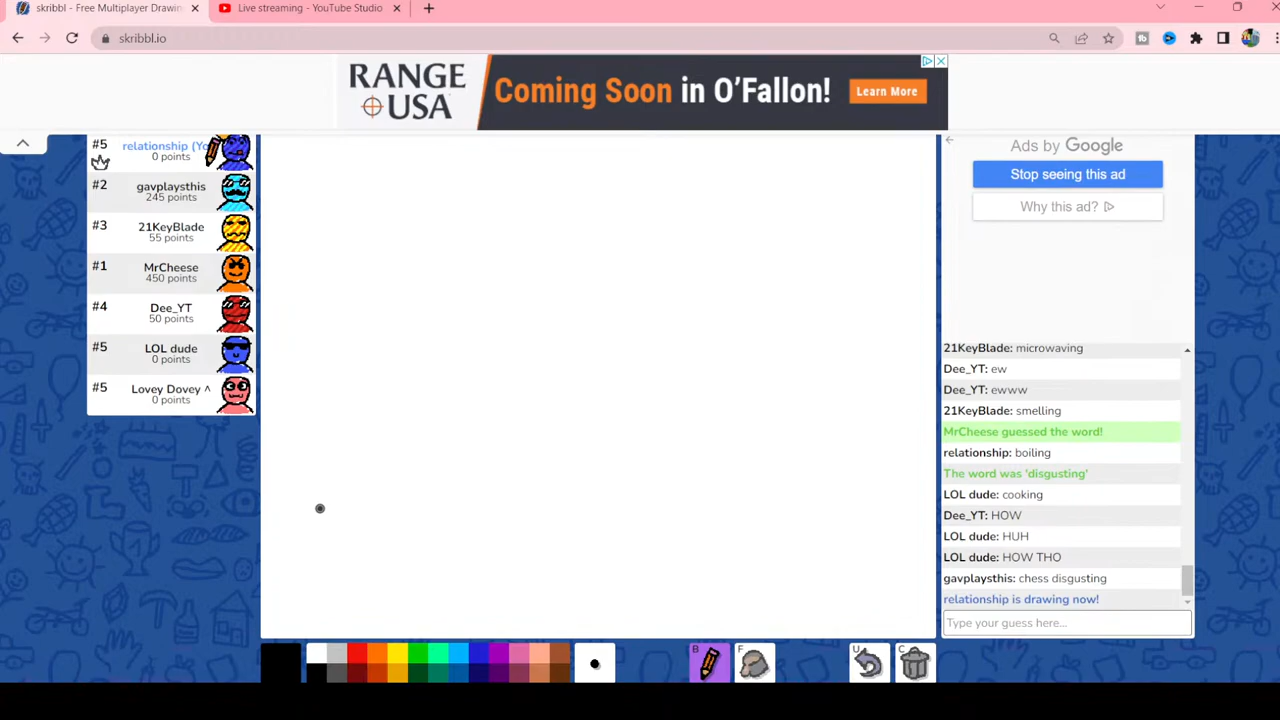 skribbl - Free Multiplayer Drawin
Live streaming - YouTube Studio
skribbl.io
RANGE
USA
Coming Soon in O'Fallon!
Learn More
#5
relationship (Yo
0 points
#2
gavplaysthis
245 points
#3
21KeyBlade
55 points
#1
MrCheese
450 points
#4
Dee_YT
50 points
#5
LOL dude
0 points
#5
Lovey Dovey ^
0 points
Ads by Google
Stop seeing this ad
Why this ad?
21KeyBlade: microwaving
Dee_YT: ew
Dee_YT: ewww
21KeyBlade: smelling
MrCheese guessed the word!
relationship: boiling
The word was 'disgusting'
LOL dude: cooking
Dee_YT: HOW
LOL dude: HUH
LOL dude: HOW THO
gavplaysthis: chess disgusting
relationship is drawing now!
Type your guess here...
B
F
U
C